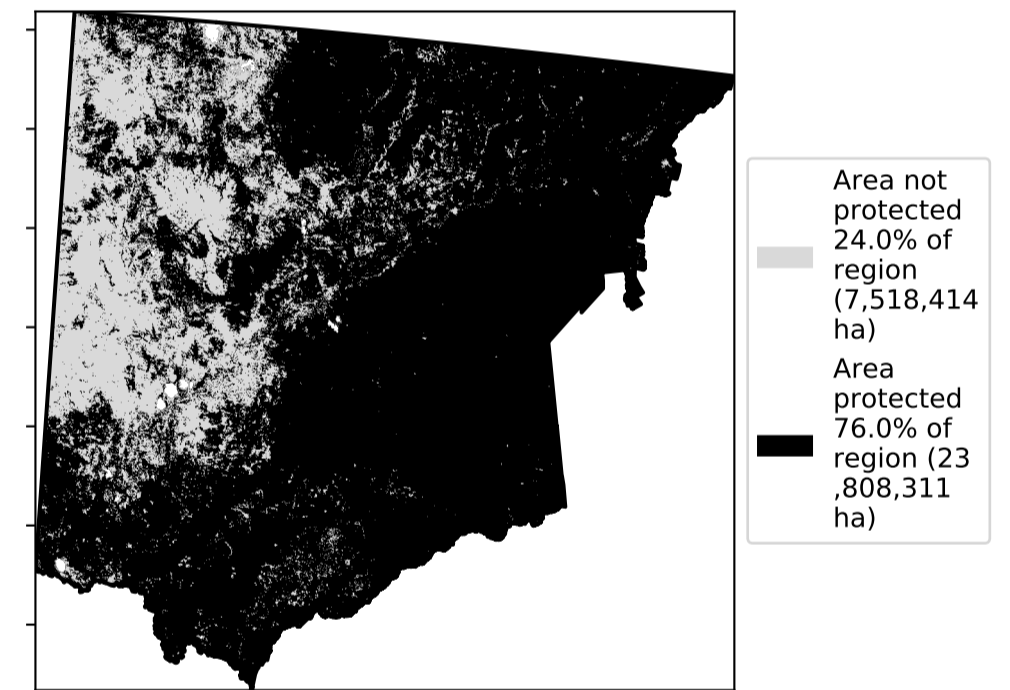 Area not
protected
24.0% of
region
(7,518,414
ha)
Area
protected
76.0% of
region (23
,808,311
ha)